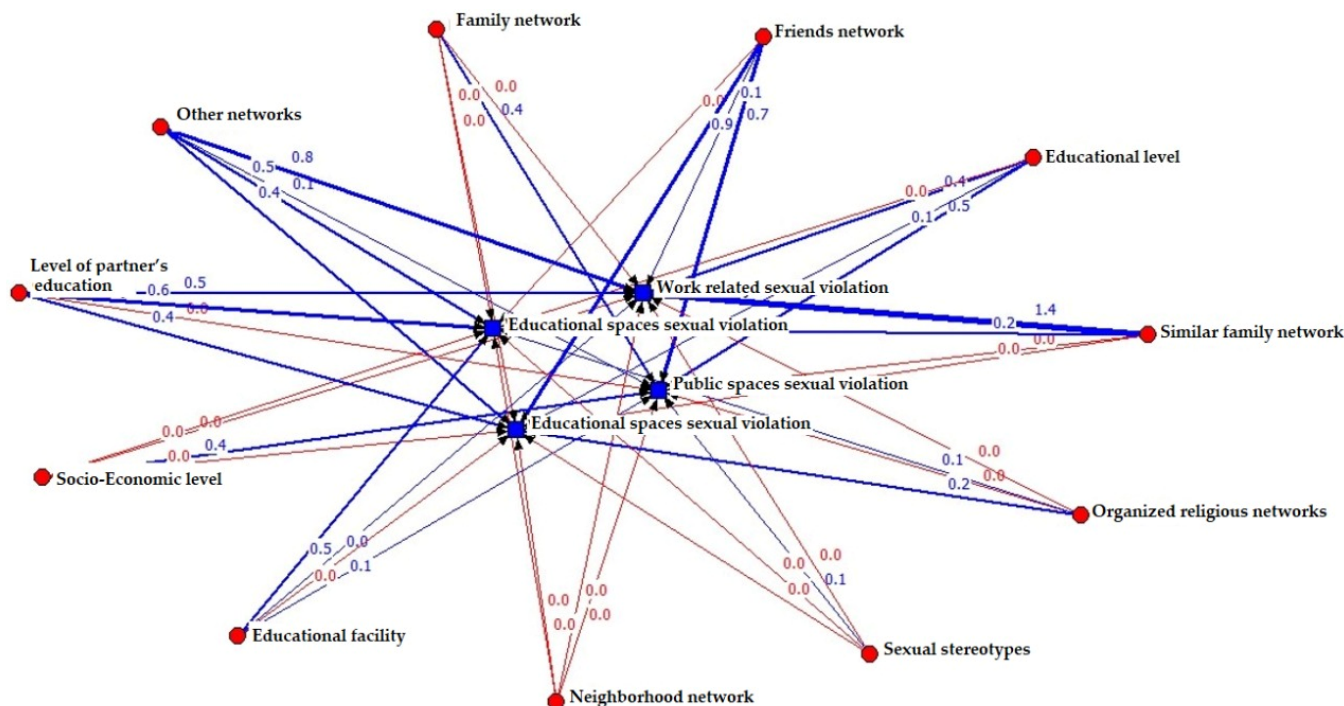 Family network
Friends network
0.0
0.0
0.4
0.0
0.0
0.1
0.9
0.7
Other networks
0.8
0.5
0.1
0.4
Educational level
0.4
0.0
0.5
0.1
Level of partner’s
education
0.5
0.6
0.0
0.4
Work related sexual violation
Educational spaces sexual violation
1.4
0.2
0.0
0.0
Similar family network
Public spaces sexual violation
Educational spaces sexual violation
0.0
0.0
0.4
0.0
Socio-Economic level
0.0
0.1
0.0
0.2
Organized religious networks
0.5
0.0
0.0
0.1
Educational facility
0.0
0.0
0.1
0.0
Sexual stereotypes
0.0
0.0
0.0
0.0
Neighborhood network